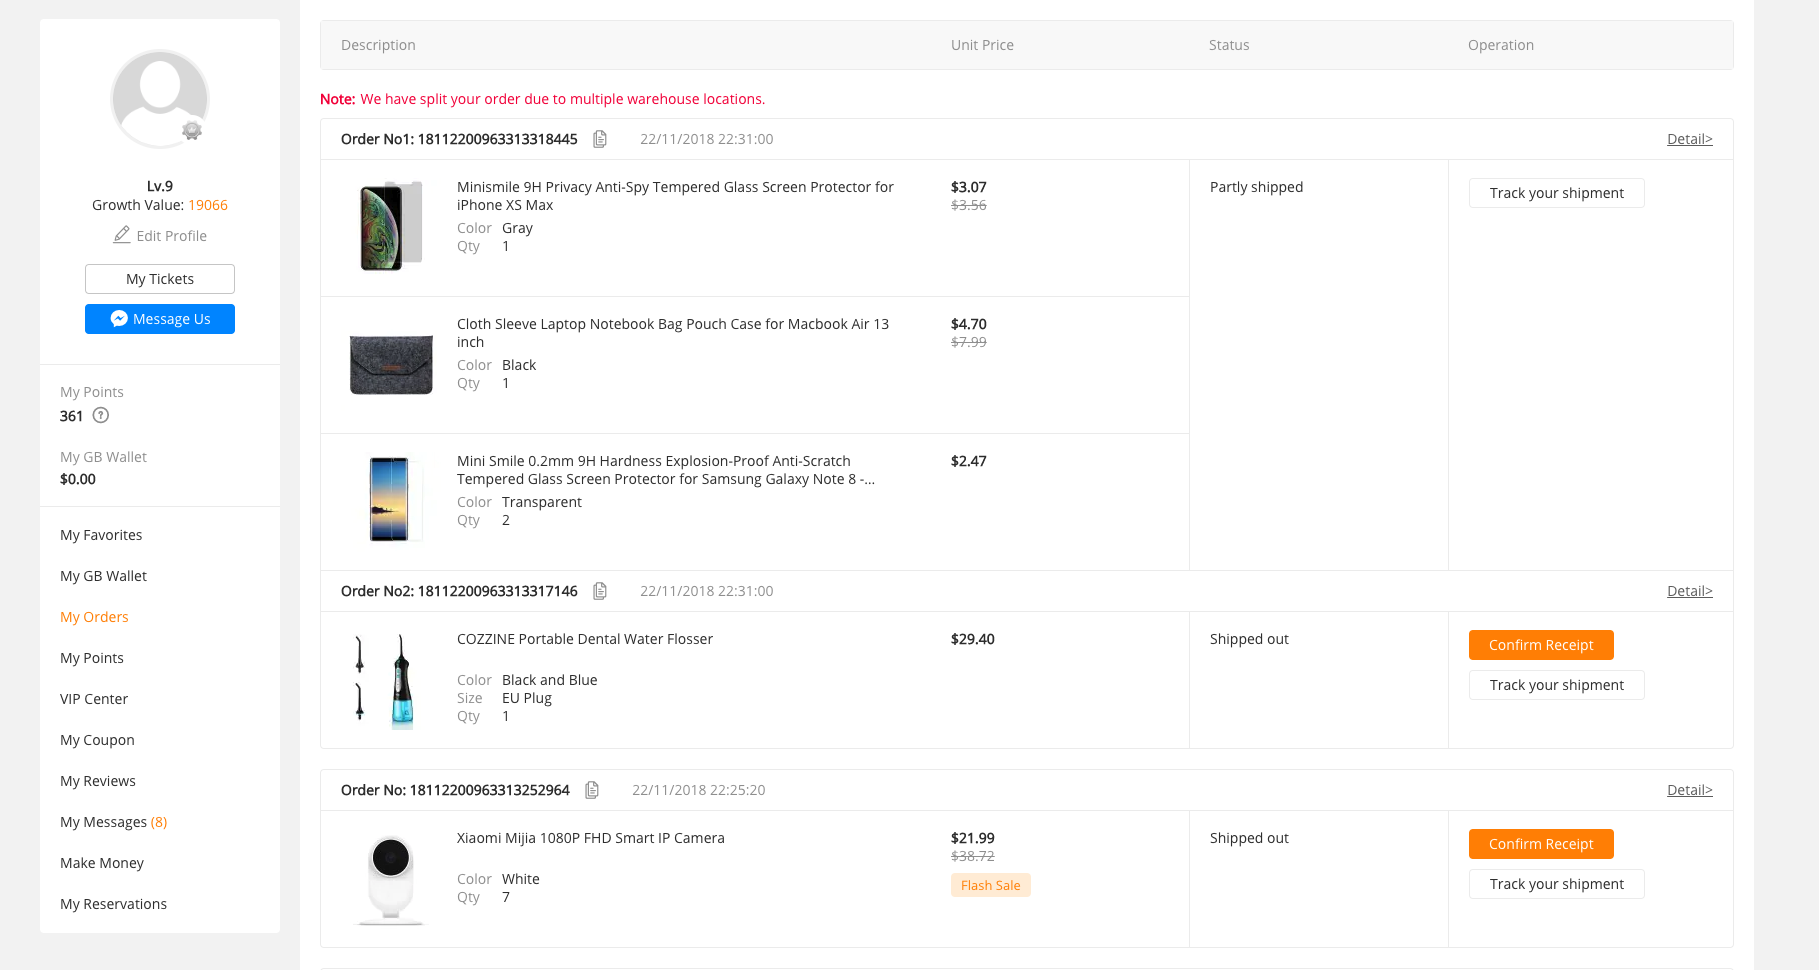 Lv.9
Growth Value: 19066
Edit Profile
My Tickets
Message Us
My Points
361
My GB Wallet
$0.00
My Favorites
My GB Wallet
My Orders
My Points
VIP Center
My Coupon
My Reviews
My Messages (8)
Make Money
My Reservations
Description Unit Price Status Operation
Note: We have split your order due to multiple warehouse locations.
Order No1: 18112200963313318445 22/11/2018 22:31:00 Detail>
Minismile 9H Privacy Anti-Spy Tempered Glass Screen Protector for
iPhone XS Max
Color Gray
Qty 1
$3.07
$3.56
Partly shipped
Track your shipment
Cloth Sleeve Laptop Notebook Bag Pouch Case for Macbook Air 13
inch
Color Black
Qty 1
$4.70
$7.99
Mini Smile 0.2mm 9H Hardness Explosion-Proof Anti-Scratch
Tempered Glass Screen Protector for Samsung Galaxy Note 8 -...
Color Transparent
Qty 2
$2.47
Order No2: 18112200963313317146 22/11/2018 22:31:00 Detail>
COZZINE Portable Dental Water Flosser
Color Black and Blue
Size EU Plug
Qty 1
$29.40
Shipped out
Confirm Receipt
Track your shipment
Order No: 18112200963313252964 22/11/2018 22:25:20 Detail>
Xiaomi Mijia 1080P FHD Smart IP Camera
Color White
Qty 7
$21.99
$38.72
Flash Sale
Shipped out
Confirm Receipt
Track your shipment